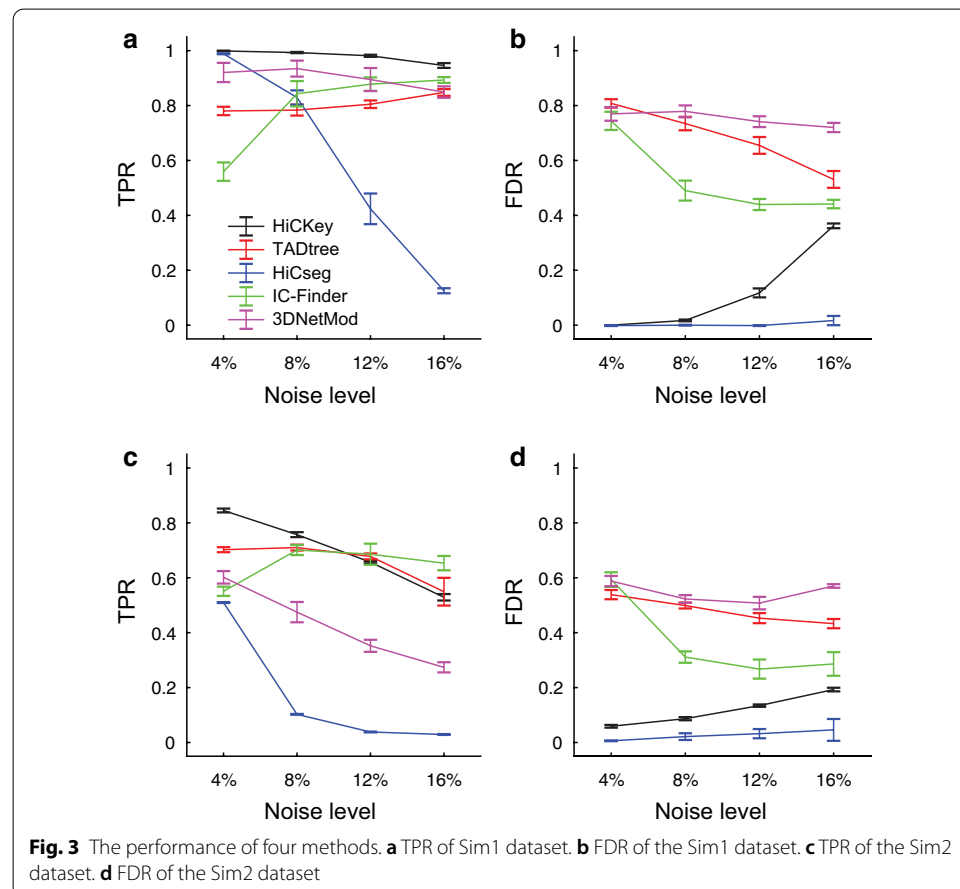 a
b
1
0.8
0.6
0.4
0.2
0
TPR
HiCKey
TADtree
HiCseg
IC-Finder
3DNetMod
4% 8% 12% 16%
Noise level
1
0.8
0.6
0.4
0.2
0
FDR
4% 8% 12% 16%
Noise level
c
d
1
0.8
0.6
0.4
0.2
0
TPR
4% 8% 12% 16%
Noise level
1
0.8
0.6
0.4
0.2
0
FDR
4% 8% 12% 16%
Noise level
Fig. 3 The performance of four methods. a TPR of Sim1 dataset. b FDR of the Sim1 dataset. c TPR of the Sim2
dataset. d FDR of the Sim2 dataset